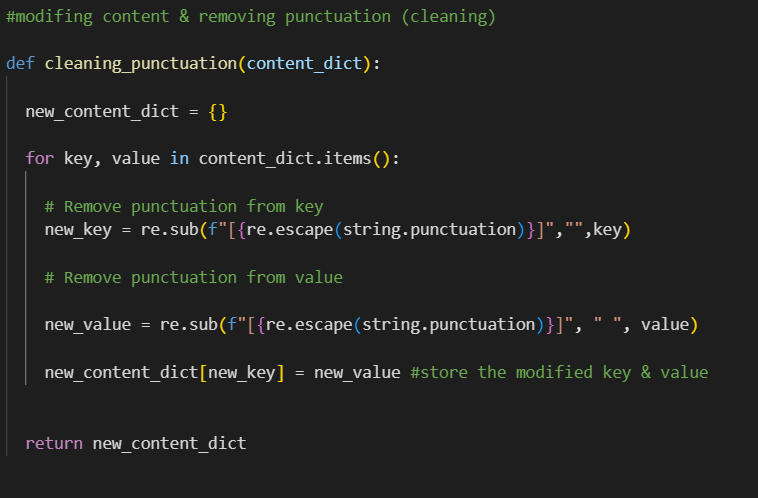 #modifing content & removing punctuation (cleaning)
def cleaning_punctuation(content_dict):
new_content_dict = {}
for key, value in content_dict.items():
# Remove punctuation from key
new_key = re.sub(f"[{re.escape(string.punctuation)}]","",key)
# Remove punctuation from value
new_value = re.sub(f"[{re.escape(string.punctuation)}]", " ", value)
new_content_dict[new_key] = new_value #store the modified key & value
return new_content_dict